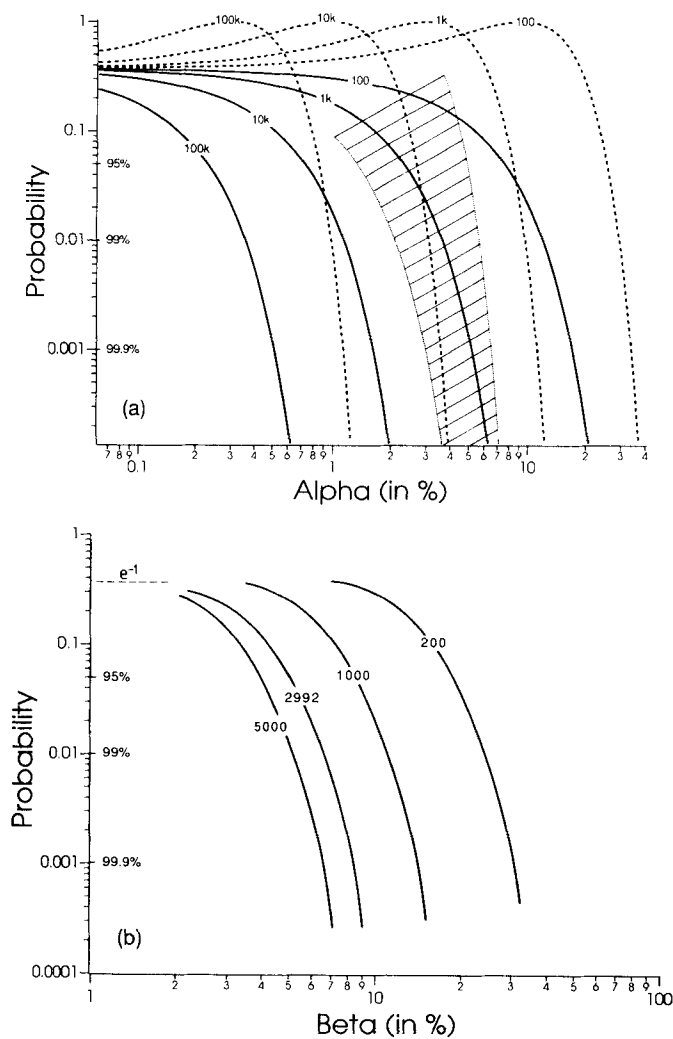 1
0.1
0.01
0.001
95%
99%
99.9%
Probability
100k
10k
1k
100
100
1k
10k
100k
(a)
7 8 9 2 3 4 5 6 7 8 9 2 3 4 5 6 7 8 9 2 3 4
0.1 1 10
Alpha (in %)
1
0.1
0.01
0.001
0.0001
e-1
95%
99%
99.9%
Probability
200
1000
2992
5000
(b)
2 3 4 5 6 7 8 9 2 3 4 5 6 7 8 9
1 10 100
Beta (in %)